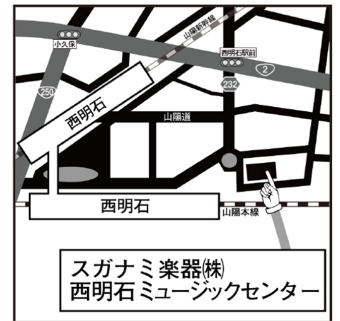 山陽新幹線
小久保
西明石駅前
2
250
232
西明石
山陽道
西明石
山陽本線
スガナミ楽器㈱
西明石ミュージックセンター